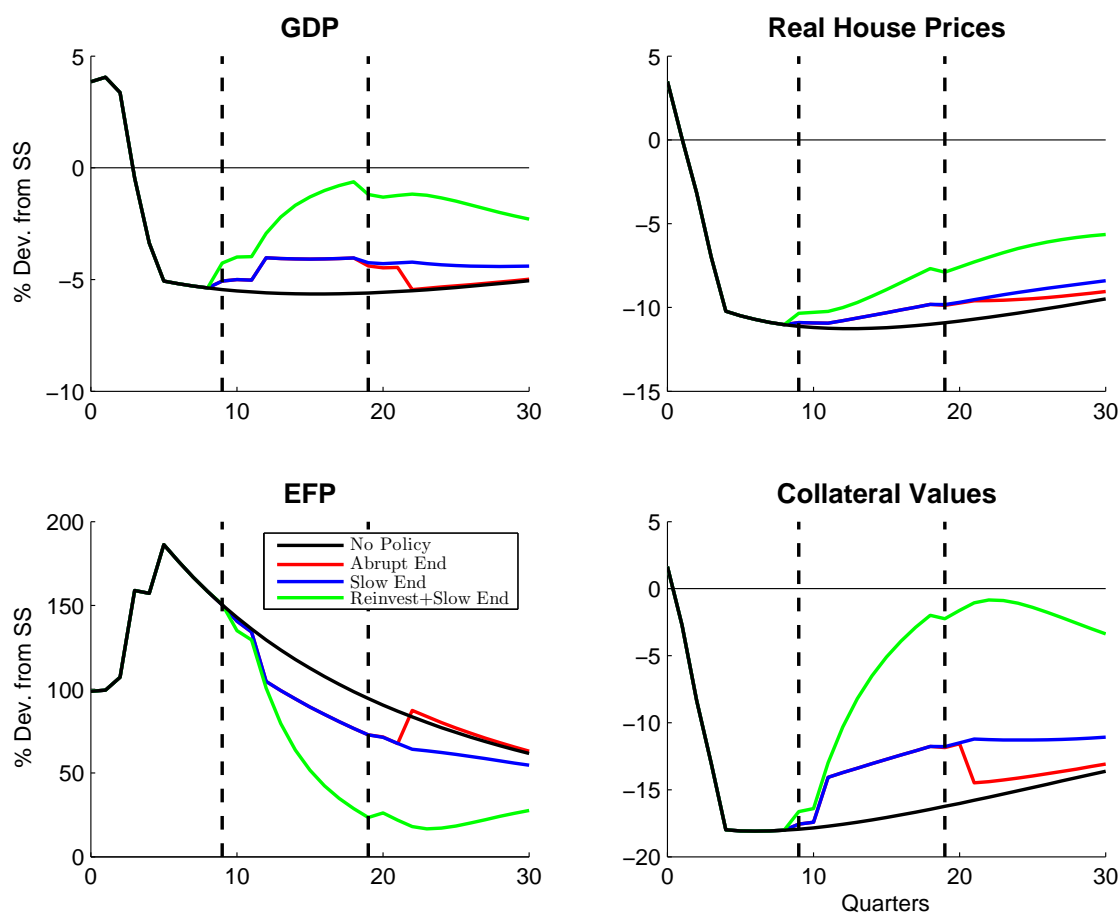 GDP
% Dev. from SS
5
0
−5
−10
0 10 20 30
Real House Prices
5
0
−5
−10
−15
0 10 20 30
EFP
% Dev. from SS
200
150
100
50
0
0 10 20 30
No Policy
Abrupt End
Slow End
Reinvest+Slow End
Collateral Values
5
0
−5
−10
−15
−20
0 10 20 30
Quarters